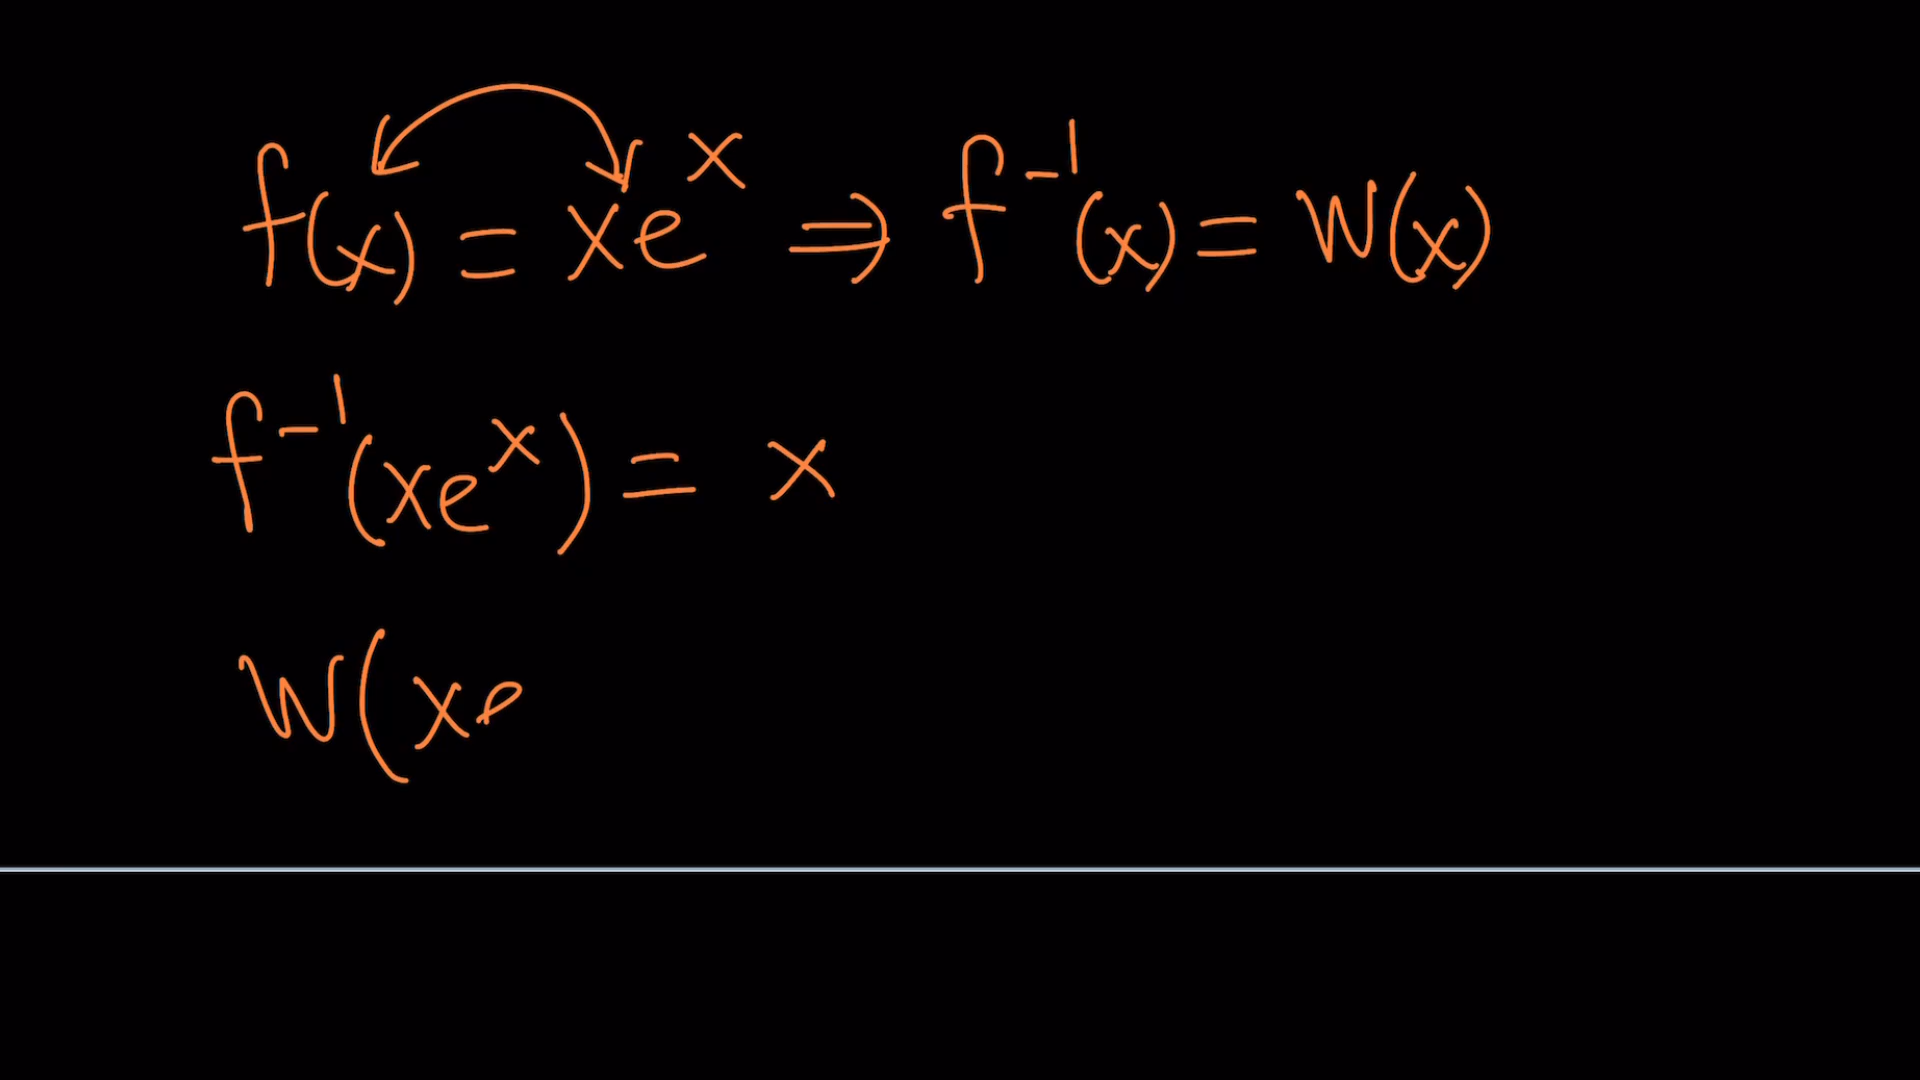 f(x) = xe^x ⇒ f^-1(x) = W(x)
f^-1(xe^x) = x
W(xe